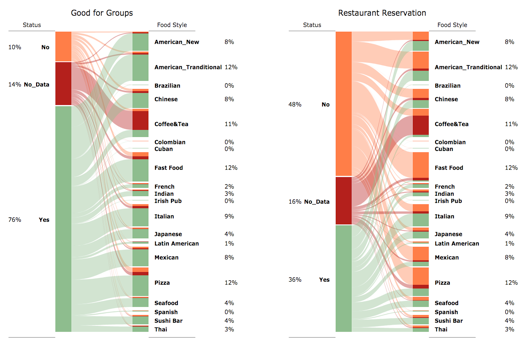 Good for Groups
Status Food Style
10% No
14% No_Data
76% Yes
American_New 8%
American_Tranditional 12%
Brazilian 0%
Chinese 8%
Coffee&Tea 11%
Colombian 0%
Cuban 0%
Fast Food 12%
French 2%
Indian 3%
Irish Pub 0%
Italian 9%
Japanese 4%
Latin American 1%
Mexican 8%
Pizza 12%
Seafood 4%
Spanish 0%
Sushi Bar 4%
Thai 3%
Restaurant Reservation
Status Food Style
48% No
16% No_Data
36% Yes
American_New 8%
American_Tranditional 12%
Brazilian 0%
Chinese 8%
Coffee&Tea 11%
Colombian 0%
Cuban 0%
Fast Food 12%
French 2%
Indian 3%
Irish Pub 0%
Italian 9%
Japanese 4%
Latin American 1%
Mexican 8%
Pizza 12%
Seafood 4%
Spanish 0%
Sushi Bar 4%
Thai 3%